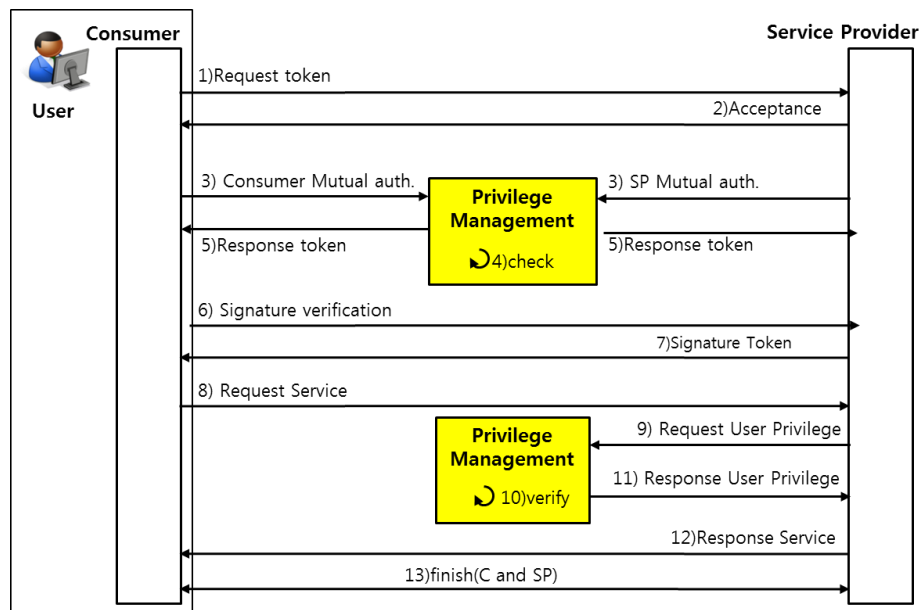 Consumer
Service Provider
User
1)Request token
2)Acceptance
3) Consumer Mutual auth.
3) SP Mutual auth.
Privilege
Management
4)check
5)Response token
5)Response token
6) Signature verification
7)Signature Token
8) Request Service
9) Request User Privilege
Privilege
Management
10)verify
11) Response User Privilege
12)Response Service
13)finish(C and SP)